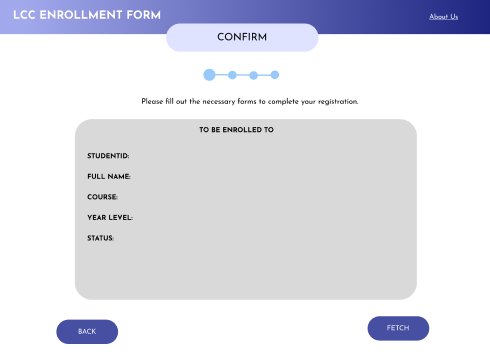 LCC ENROLLMENT FORM
About Us
CONFIRM
Please fill out the necessary forms to complete your registration.
TO BE ENROLLED TO
STUDENTID:
FULL NAME:
COURSE:
YEAR LEVEL:
STATUS:
BACK
FETCH